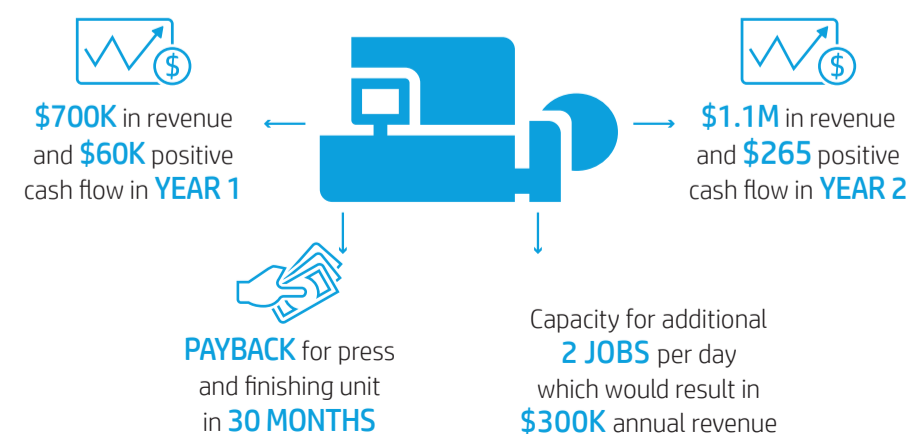 $
$700K in revenue
and $60K positive
cash flow in YEAR 1
$
$1.1M in revenue
and $265 positive
cash flow in YEAR 2
PAYBACK for press
and finishing unit
in 30 MONTHS
Capacity for additional
2 JOBS per day
which would result in
$300K annual revenue